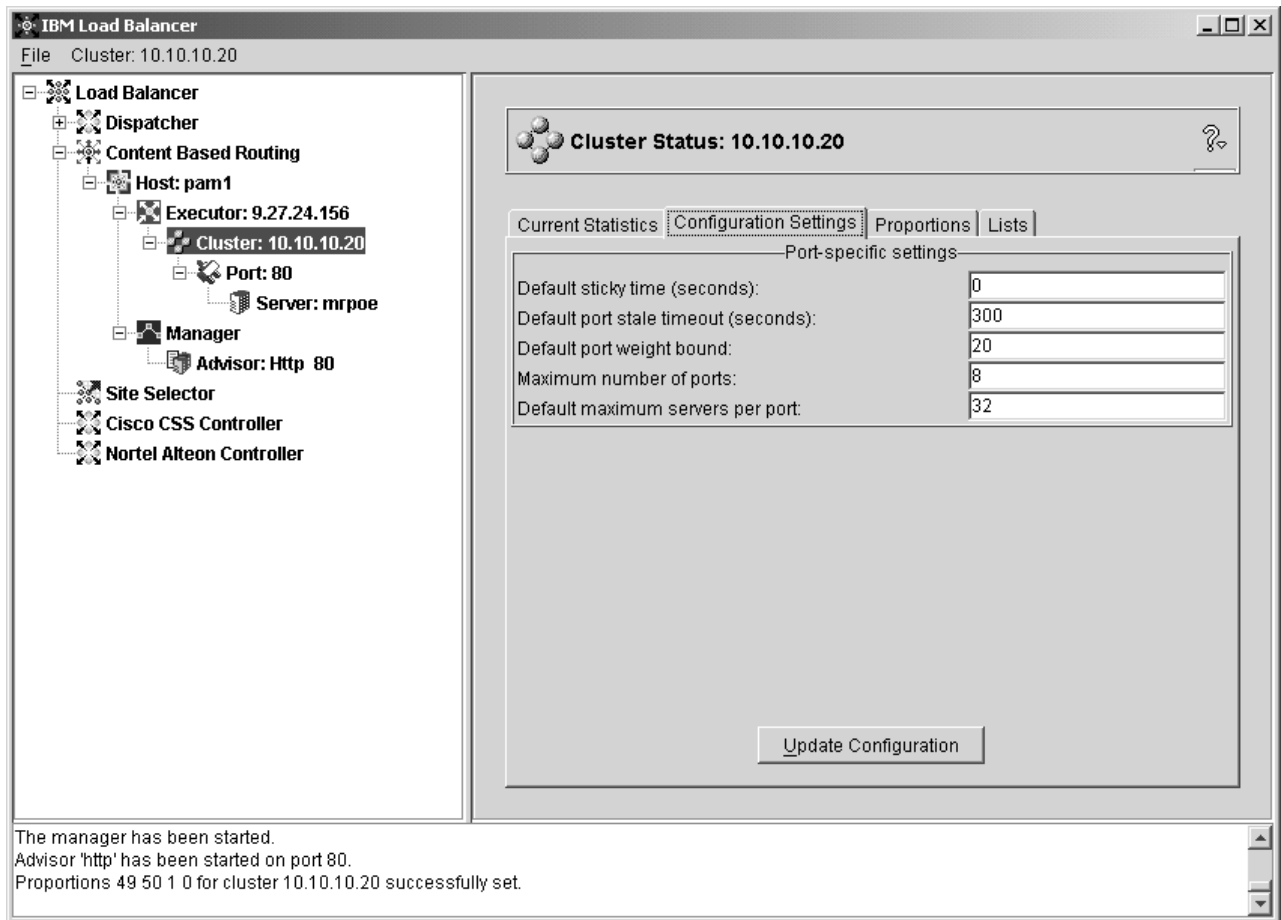 IBM Load Balancer
File Cluster: 10.10.10.20
Load Balancer
Dispatcher
Content Based Routing
Host: pam1
Executor: 9.27.24.156
Cluster: 10.10.10.20
Port: 80
Server: mrpoe
Manager
Advisor: Http 80
Site Selector
Cisco CSS Controller
Nortel Alteon Controller
Cluster Status: 10.10.10.20
Current Statistics Configuration Settings Proportions Lists
Port-specific settings
Default sticky time (seconds): 0
Default port stale timeout (seconds): 300
Default port weight bound: 20
Maximum number of ports: 8
Default maximum servers per port: 32
Update Configuration
The manager has been started.
Advisor 'http' has been started on port 80.
Proportions 49 50 1 0 for cluster 10.10.10.20 successfully set.